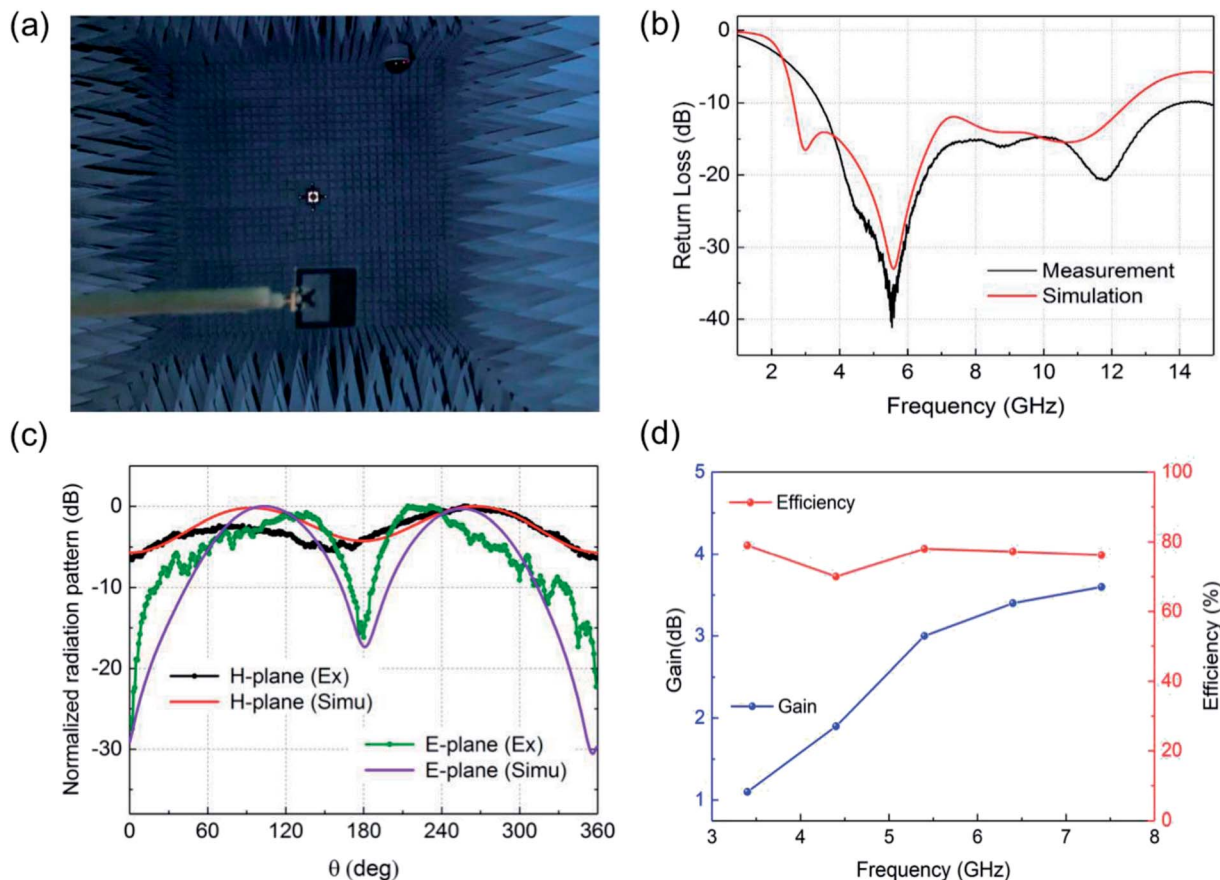 (a)
(b)
0
-10
-20
-30
-40
Return Loss (dB)
Measurement
Simulation
2 4 6 8 10 12 14
Frequency (GHz)
(c)
0
-10
-20
-30
Normalized radiation pattern (dB)
H-plane (Ex)
H-plane (Simu)
E-plane (Ex)
E-plane (Simu)
0 60 120 180 240 300 360
θ (deg)
(d)
5
4
3
2
1
Gain(dB)
Efficiency
Gain
100
80
60
40
20
0
Efficiency (%)
3 4 5 6 7 8
Frequency (GHz)